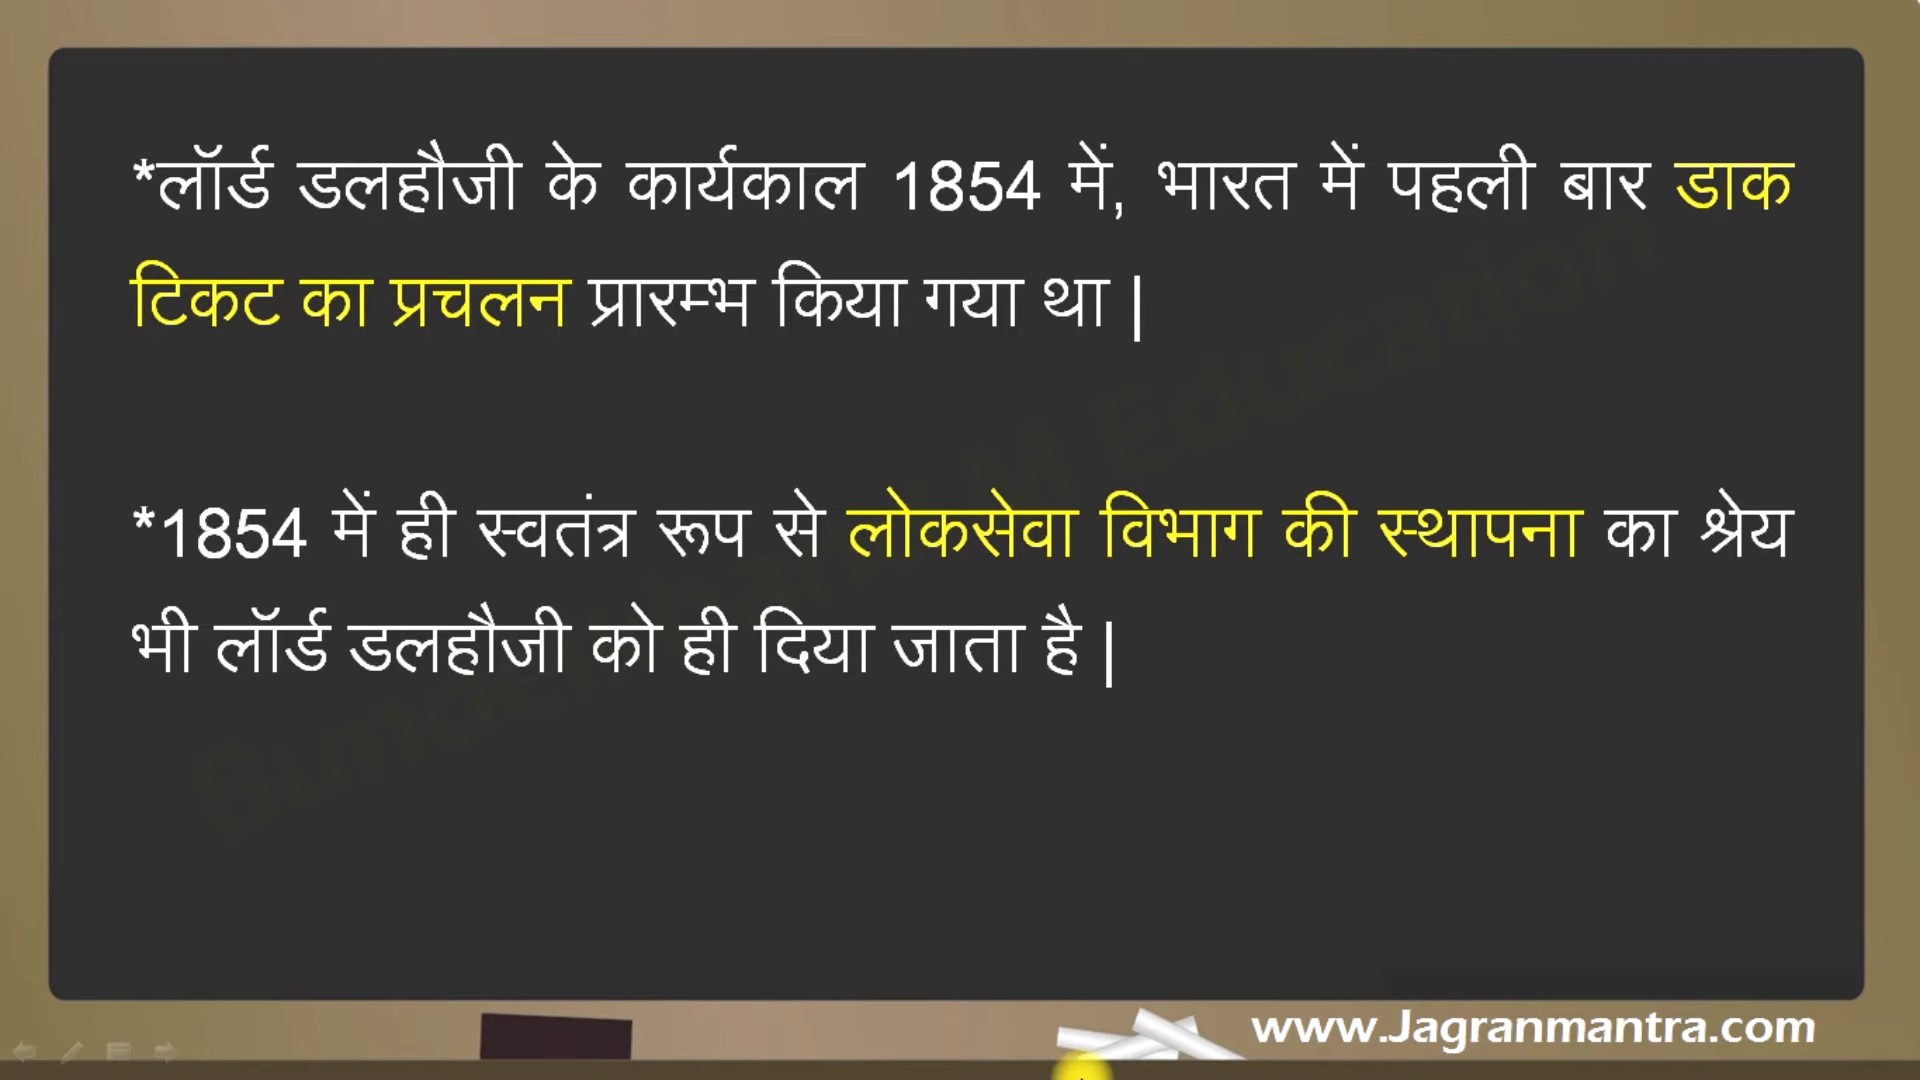 *लॉर्ड डलहौजी के कार्यकाल 1854 में, भारत में पहली बार डाक
टिकट का प्रचलन प्रारम्भ किया गया था |
*1854 में ही स्वतंत्र रूप से लोकसेवा विभाग की स्थापना का श्रेय
भी लॉर्ड डलहौजी को ही दिया जाता है |
www.Jagranmantra.com